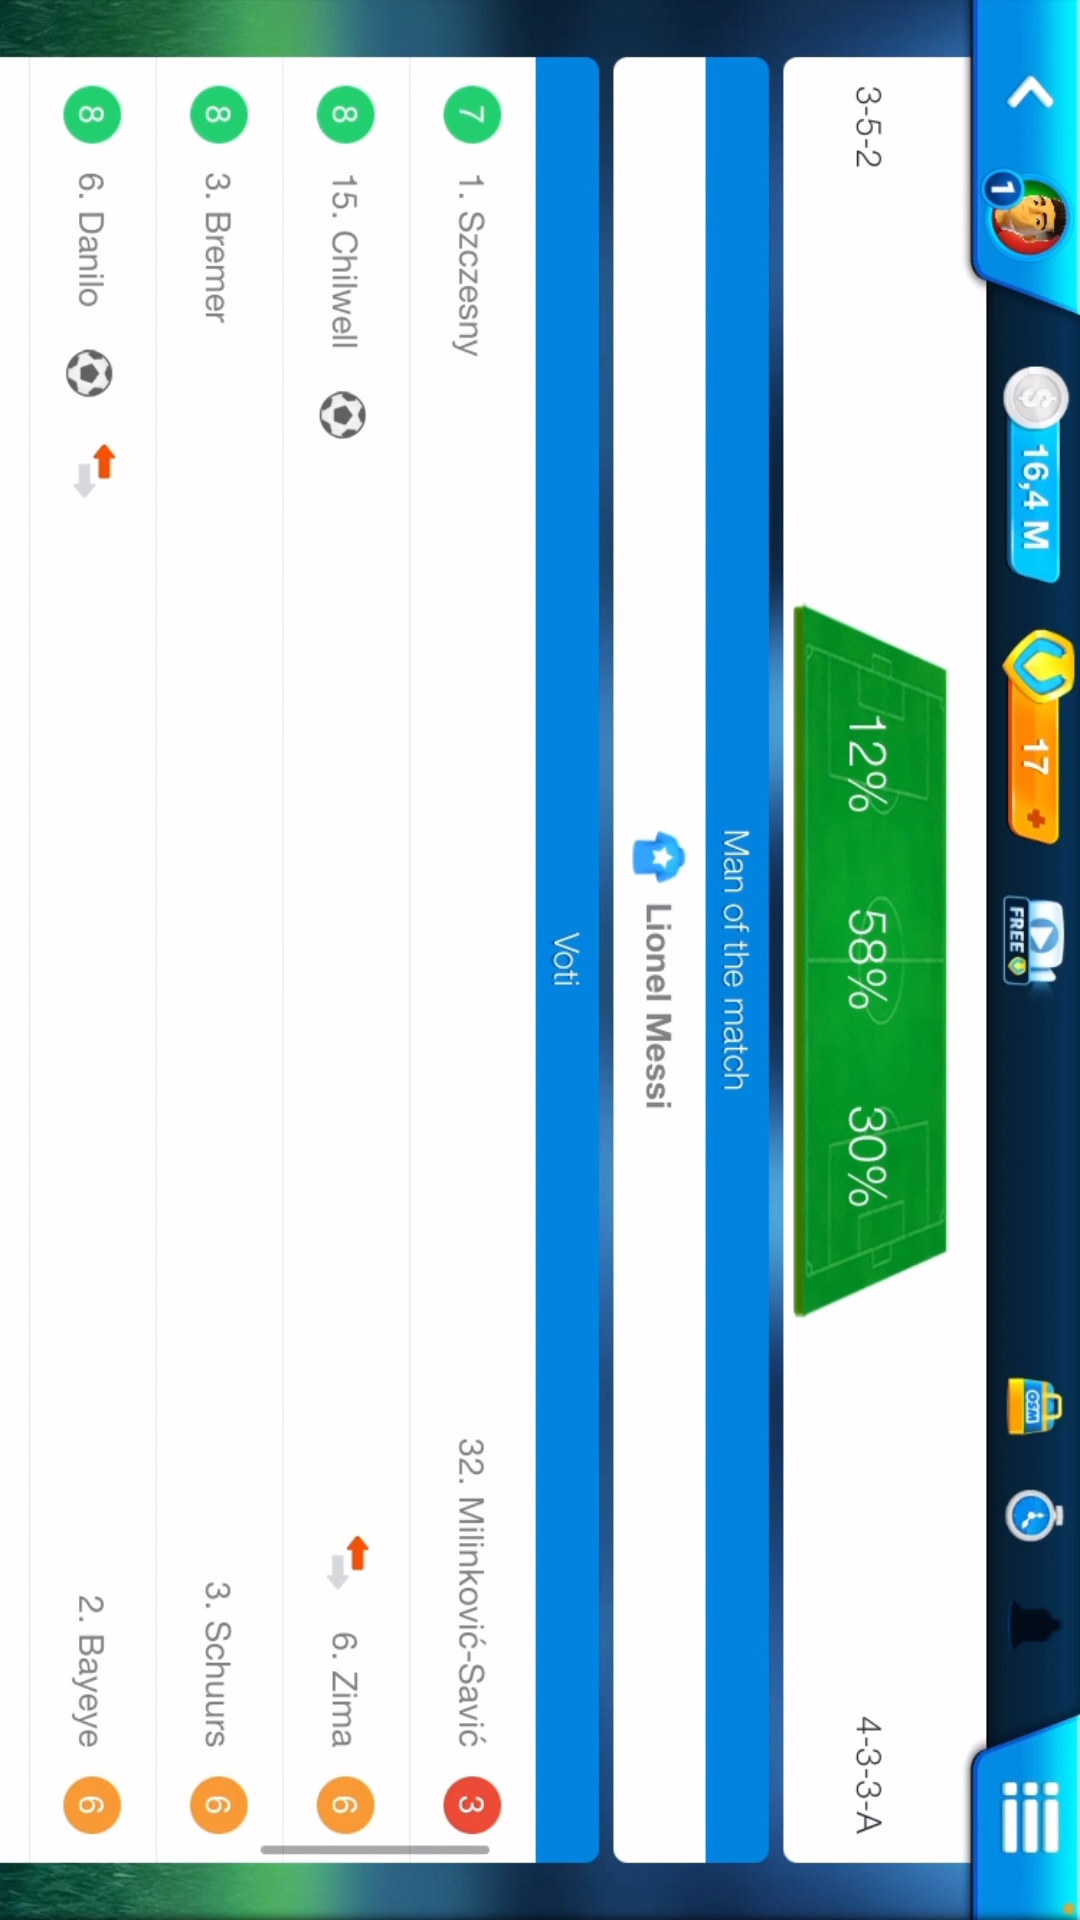 1
16,4 M
17
FREE
OSM
3-5-2
12%
58%
30%
4-3-3-A
Man of the match
Lionel Messi
Voti
7 1. Szczesny
32. Milinković-Savić 3
8 15. Chilwell
6. Zima 6
8 3. Bremer
3. Schuurs 6
8 6. Danilo
2. Bayeye 6